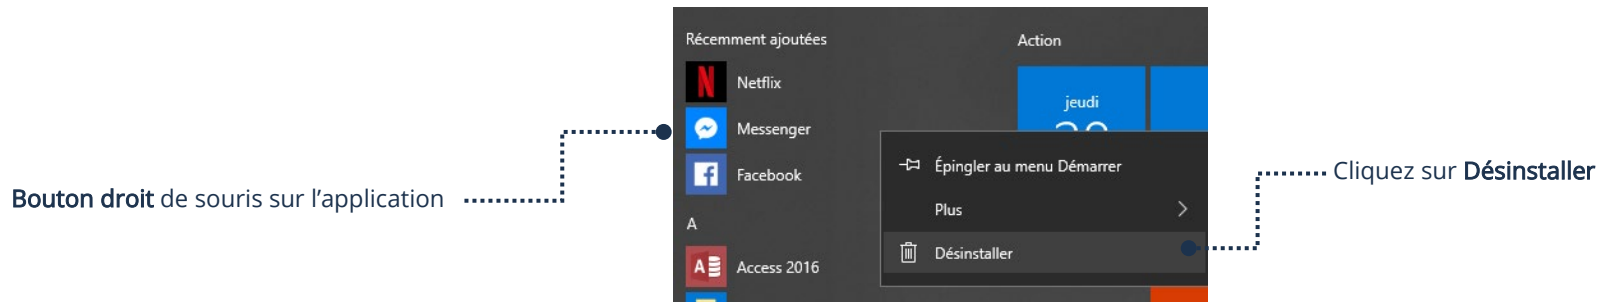 Récemment ajoutées
Action
Netflix
jeudi
Messenger
Épingler au menu Démarrer
Cliquez sur Désinstaller
Facebook
Bouton droit de souris sur l’application
Plus
A
Désinstaller
Access 2016